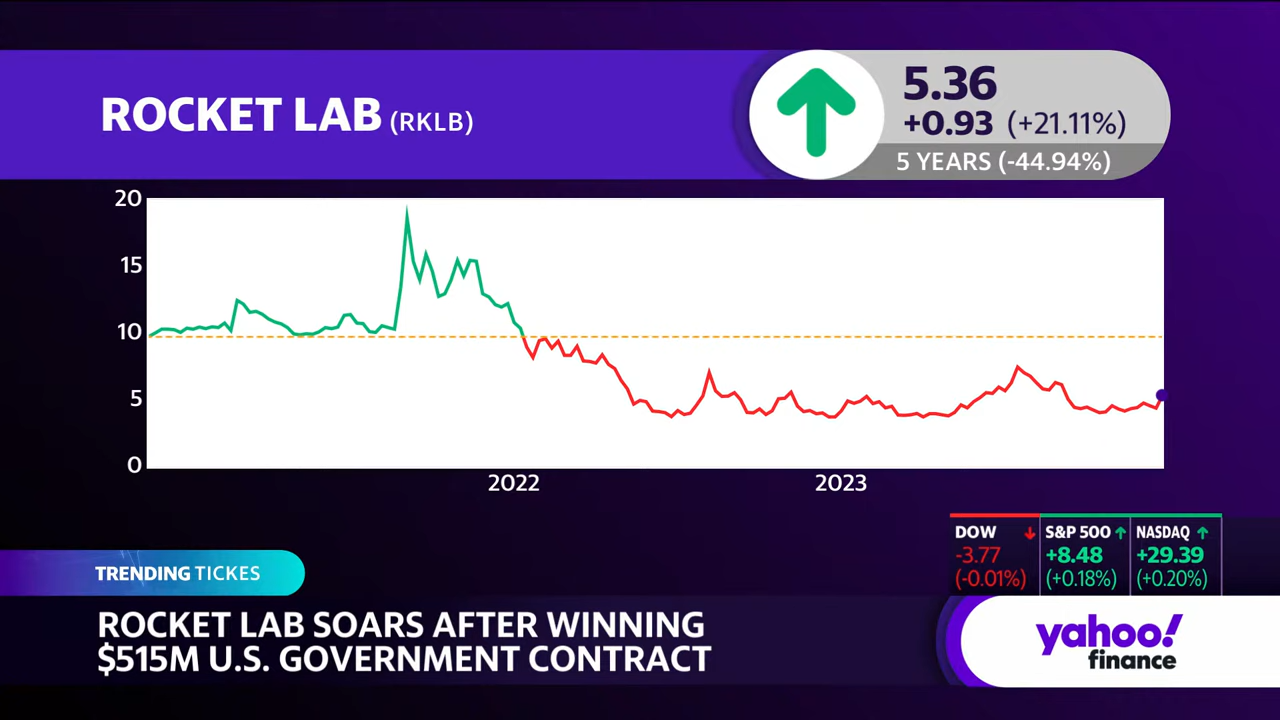 ROCKET LAB (RKLB)
5.36
+0.93 (+21.11%)
5 YEARS (-44.94%)
20
15
10
5
0
2022
2023
DOW
-3.77
(-0.01%)
S&P 500
+8.48
(+0.18%)
NASDAQ
+29.39
(+0.20%)
TRENDING TICKES
ROCKET LAB SOARS AFTER WINNING
$515M U.S. GOVERNMENT CONTRACT
yahoo!
finance